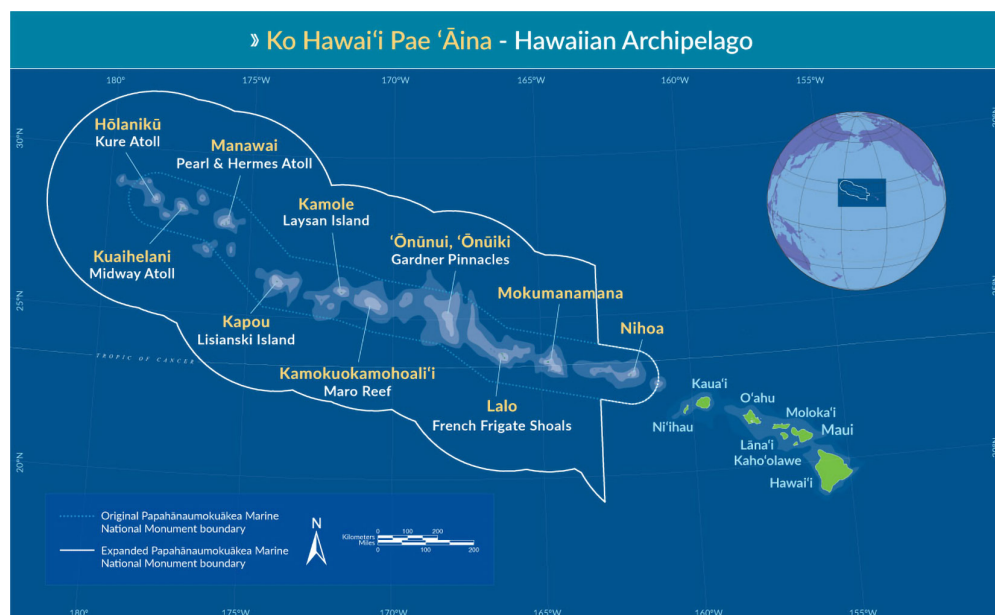 » Ko Hawaiʻi Pae ʻĀina - Hawaiian Archipelago
180°
175°W
170°W
165°W
160°W
155°W
30°N
25°N
20°N
Hōlanikū
Kure Atoll
Manawai
Pearl & Hermes Atoll
Kuaihelani
Midway Atoll
Kamole
Laysan Island
ʻŌnūnui, ʻŌnūiki
Gardner Pinnacles
Mokumanamana
Nihoa
Kapou
Lisianski Island
TROPIC OF CANCER
Kamokuokamohoaliʻi
Maro Reef
Lalo
French Frigate Shoals
Kauaʻi
Niʻihau
Oʻahu
Molokaʻi
Maui
Lānaʻi
Kahoʻolawe
Hawaiʻi
25°N
20°N
Original Papahānaumokuākea Marine
National Monument boundary
Expanded Papahānaumokuākea Marine
National Monument boundary
N
0 100 200
Kilometers
Miles
0 100 200
180°
175°W
170°W
165°W
160°W
155°W